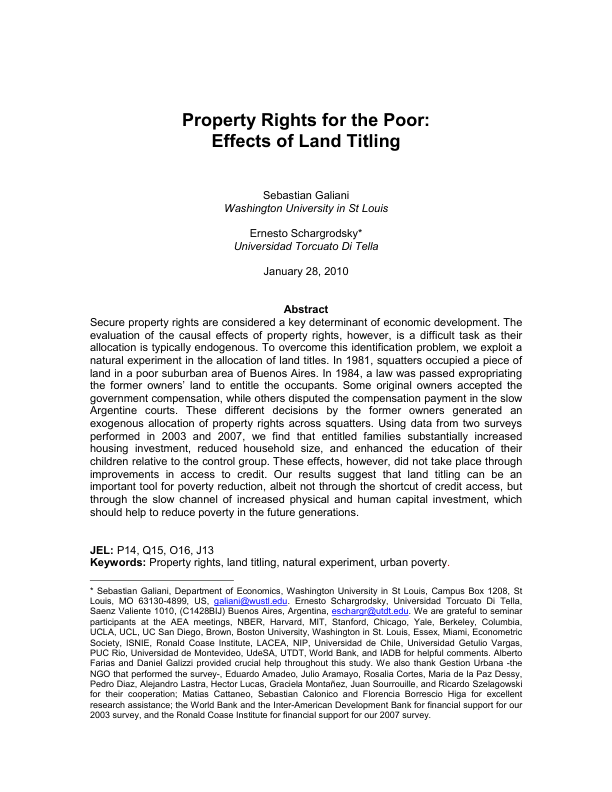 Property Rights for the Poor:
Effects of Land Titling
Sebastian Galiani
Washington University in St Louis
Ernesto Schargrodsky*
Universidad Torcuato Di Tella
January 28, 2010
Abstract
Secure property rights are considered a key determinant of economic development. The
evaluation of the causal effects of property rights, however, is a difficult task as their
allocation is typically endogenous. To overcome this identification problem, we exploit a
natural experiment in the allocation of land titles. In 1981, squatters occupied a piece of
land in a poor suburban area of Buenos Aires. In 1984, a law was passed expropriating
the former owners' land to entitle the occupants. Some original owners accepted the
government compensation, while others disputed the compensation payment in the slow
Argentine courts. These different decisions by the former owners generated an
exogenous allocation of property rights across squatters. Using data from two surveys
performed in 2003 and 2007, we find that entitled families substantially increased
housing investment, reduced household size, and enhanced the education of their
children relative to the control group. These effects, however, did not take place through
improvements in access to credit. Our results suggest that land titling can be an
important tool for poverty reduction, albeit not through the shortcut of credit access, but
through the slow channel of increased physical and human capital investment, which
should help to reduce poverty in the future generations.
JEL: P14, Q15, O16, J13
Keywords: Property rights, land titling, natural experiment, urban poverty.
* Sebastian Galiani, Department of Economics, Washington University in St Louis, Campus Box 1208, St
Louis, MO 63130-4899, US, galiani@wustl.edu. Ernesto Schargrodsky, Universidad Torcuato Di Tella,
Saenz Valiente 1010, (C1428BIJ) Buenos Aires, Argentina, eschargr@utdt.edu. We are grateful to seminar
participants at the AEA meetings, NBER, Harvard, MIT, Stanford, Chicago, Yale, Berkeley, Columbia,
UCLA, UCL, UC San Diego, Brown, Boston University, Washington in St. Louis, Essex, Miami, Econometric
Society, ISNIE, Ronald Coase Institute, LACEA, NIP, Universidad de Chile, Universidad Getulio Vargas,
PUC Rio, Universidad de Montevideo, UdeSA, UTDT, World Bank, and IADB for helpful comments. Alberto
Farias and Daniel Galizzi provided crucial help throughout this study. We also thank Gestion Urbana -the
NGO that performed the survey-, Eduardo Amadeo, Julio Aramayo, Rosalia Cortes, Maria de la Paz Dessy,
Pedro Diaz, Alejandro Lastra, Hector Lucas, Graciela Montañez, Juan Sourrouille, and Ricardo Szelagowski
for their cooperation; Matias Cattaneo, Sebastian Calonico and Florencia Borrescio Higa for excellent
research assistance; the World Bank and the Inter-American Development Bank for financial support for our
2003 survey, and the Ronald Coase Institute for financial support for our 2007 survey.